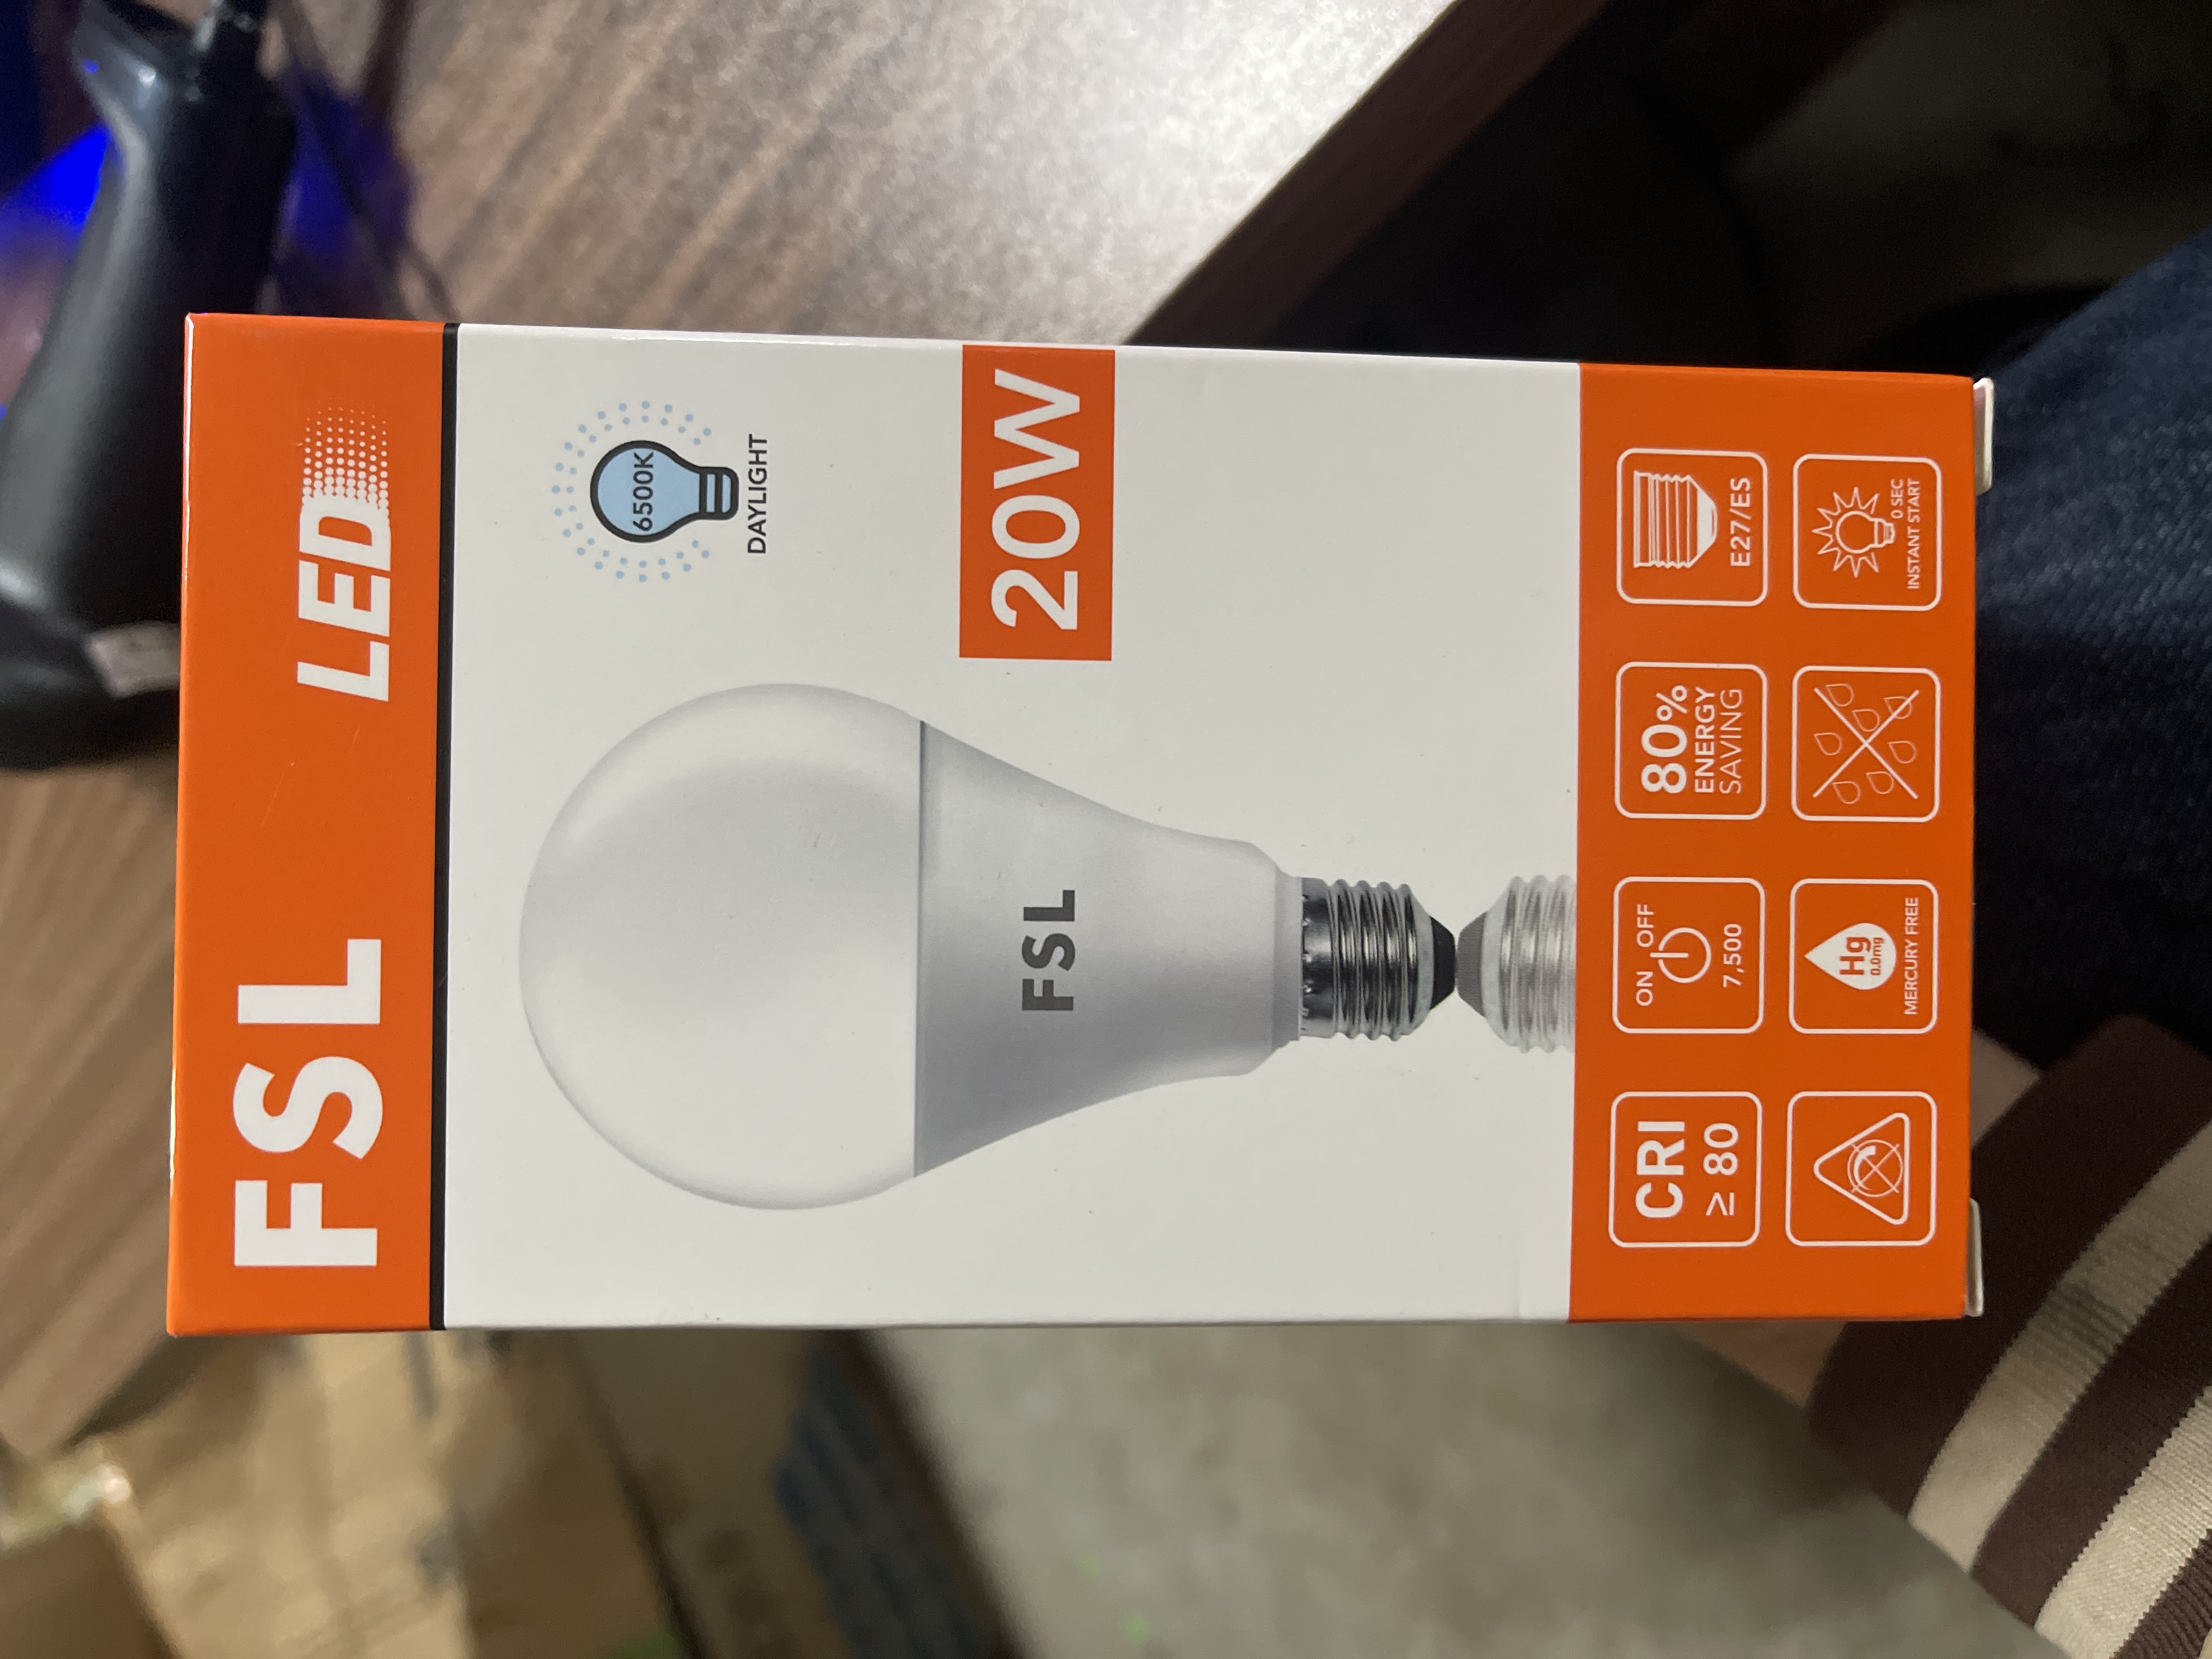 FSL
LED
6500K
DAYLIGHT
20W
FSL
CRI
≥ 80
ON OFF
7,500
80%
ENERGY
SAVING
E27/ES
Hg
0.0mg
MERCURY FREE
0 SEC
INSTANT START